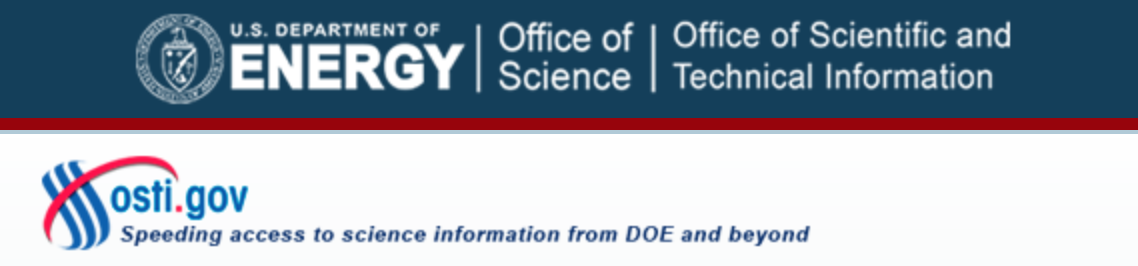 U.S. DEPARTMENT OF
ENERGY
Office of
Science
Office of Scientific and
Technical Information
osti.gov
Speeding access to science information from DOE and beyond